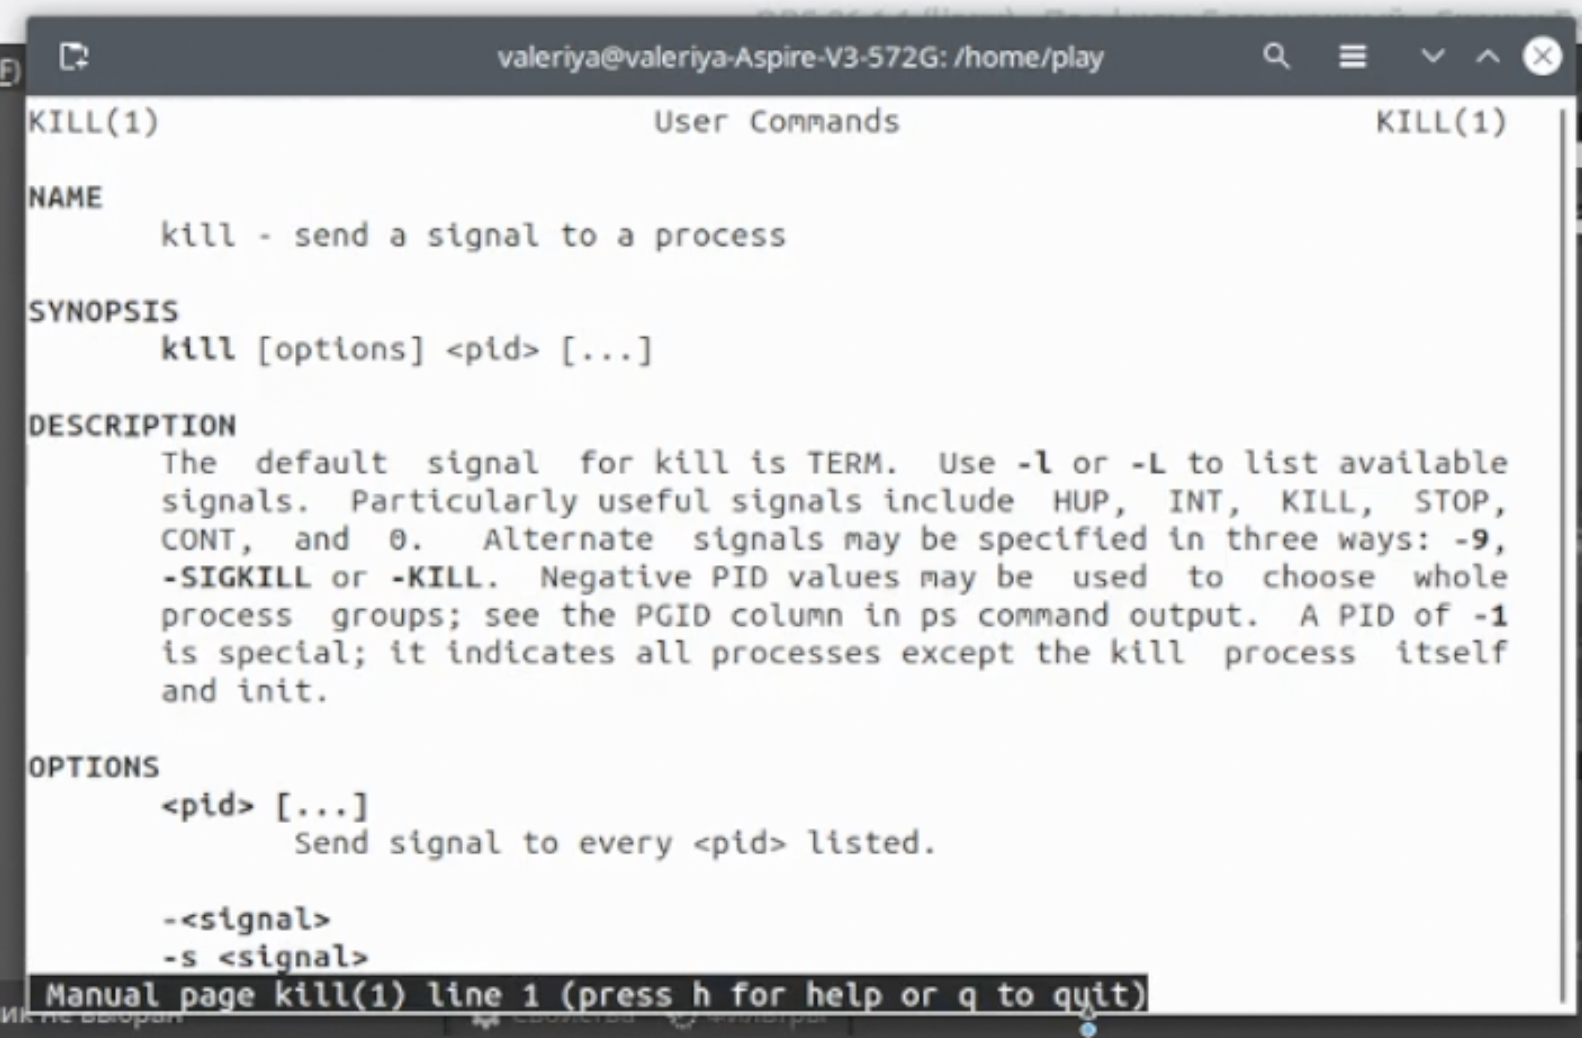 valeriya@valeriya-Aspire-V3-572G: /home/play
F)
KILL(1) User Commands KILL(1)
NAME
kill - send a signal to a process
SYNOPSIS
kill [options] <pid> [...]
DESCRIPTION
The default signal for kill is TERM. Use -l or -L to list available
signals. Particularly useful signals include HUP, INT, KILL, STOP,
CONT, and 0. Alternate signals may be specified in three ways: -9,
-SIGKILL or -KILL. Negative PID values may be used to choose whole
process groups; see the PGID column in ps command output. A PID of -1
is special; it indicates all processes except the kill process itself
and init.
OPTIONS
<pid> [...]
Send signal to every <pid> listed.
-<signal>
-s <signal>
Manual page kill(1) line 1 (press h for help or q to quit)
ик не выбран Свойства Фильтры